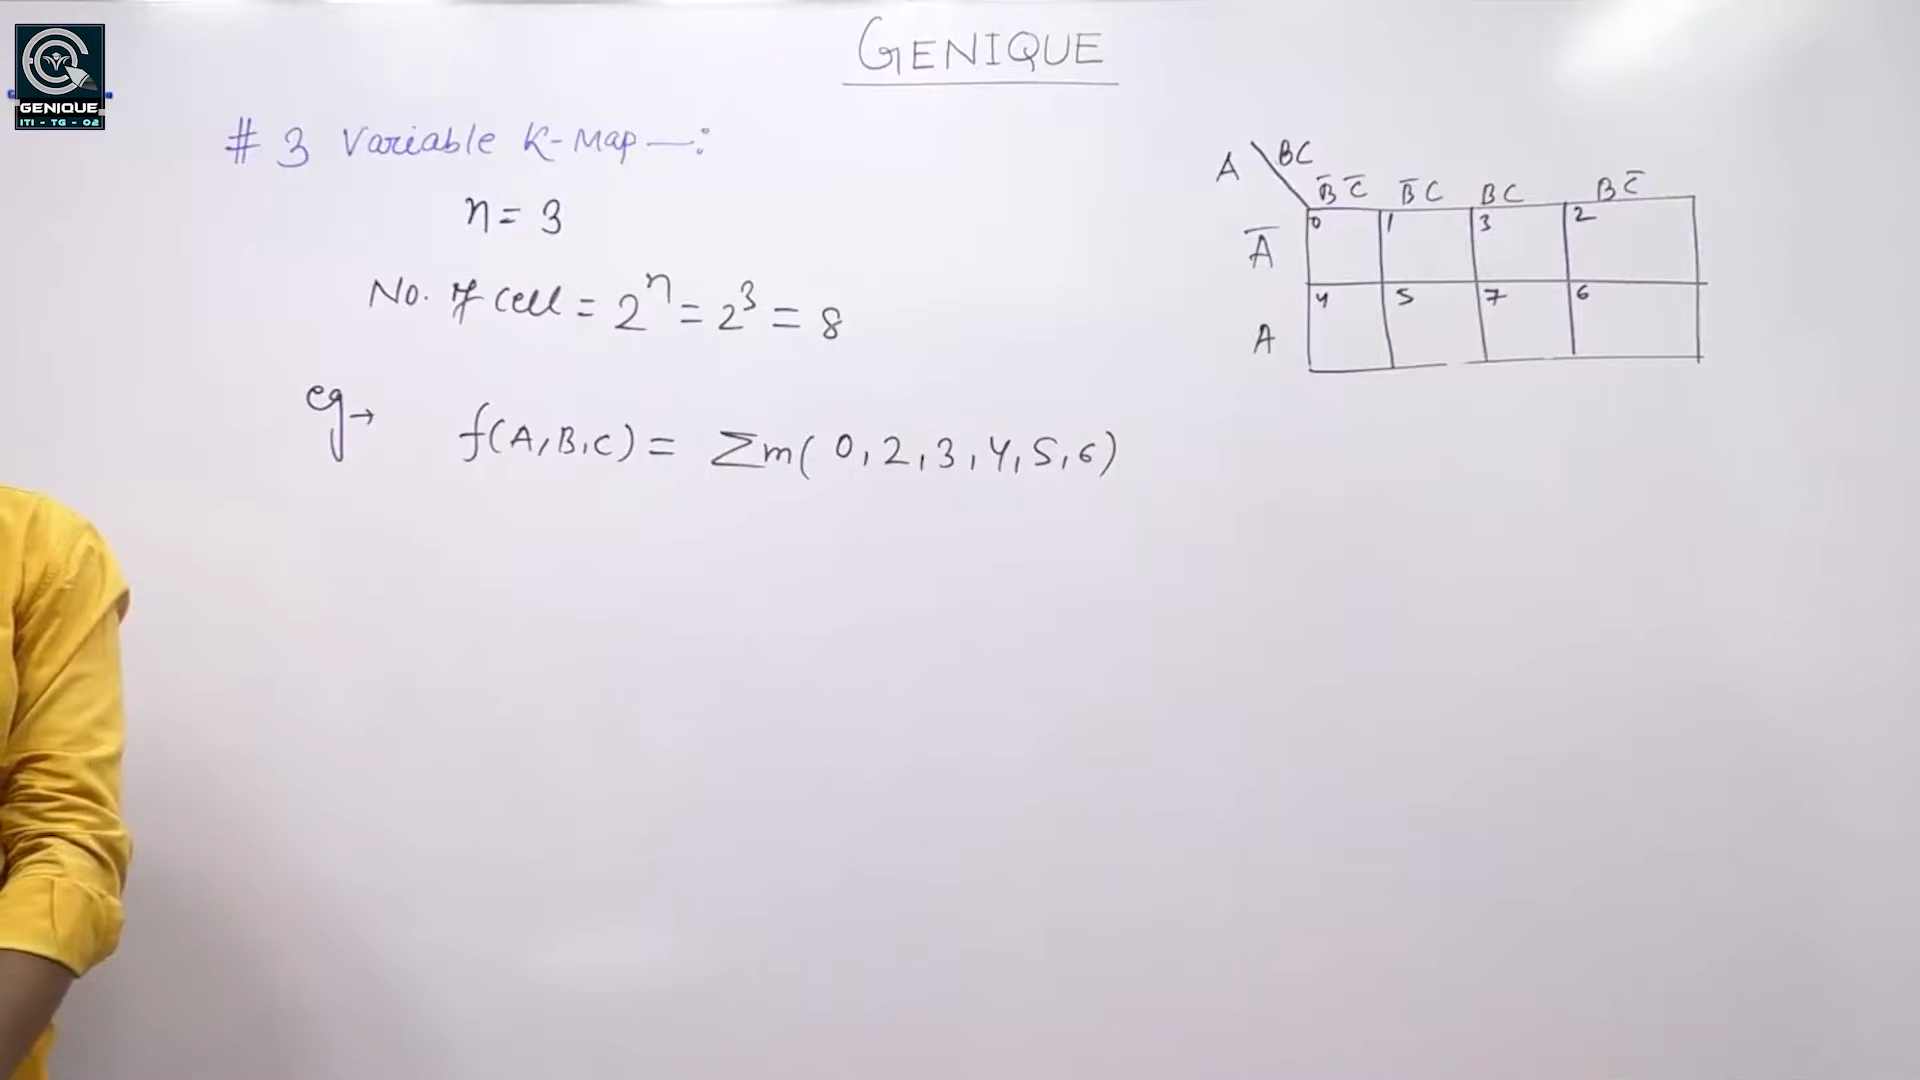 GENIQUE
GENIQUE
ITI - TG - 02
# 3 Variable K-Map —:
n = 3
No. of cell = 2ⁿ = 2³ = 8
eg → f(A,B,C) = Σm( 0,2,3,4,5,6)
A \ BC
B̅ C̅ B̅ C BC B C̅
A̅ 0 1 3 2
A 4 5 7 6